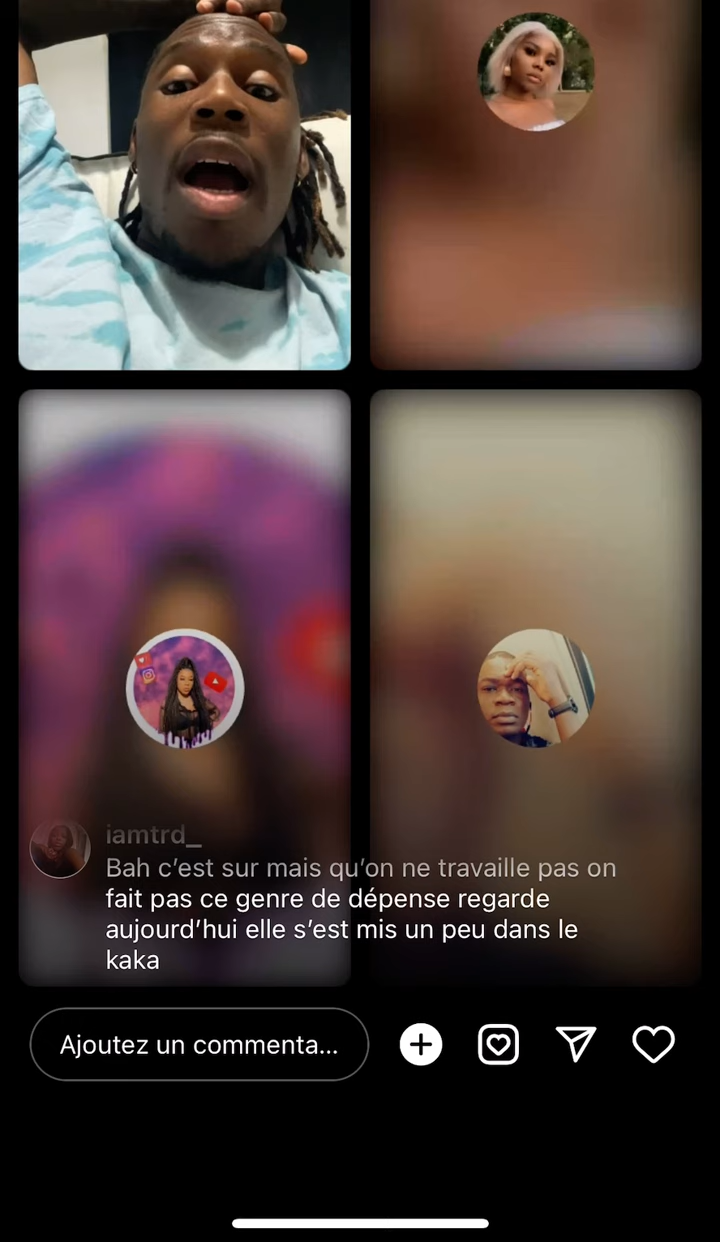 iamtrd_
Bah c’est sur mais qu’on ne travaille pas on
fait pas ce genre de dépense regarde
aujourd’hui elle s’est mis un peu dans le
kaka
Ajoutez un commenta...